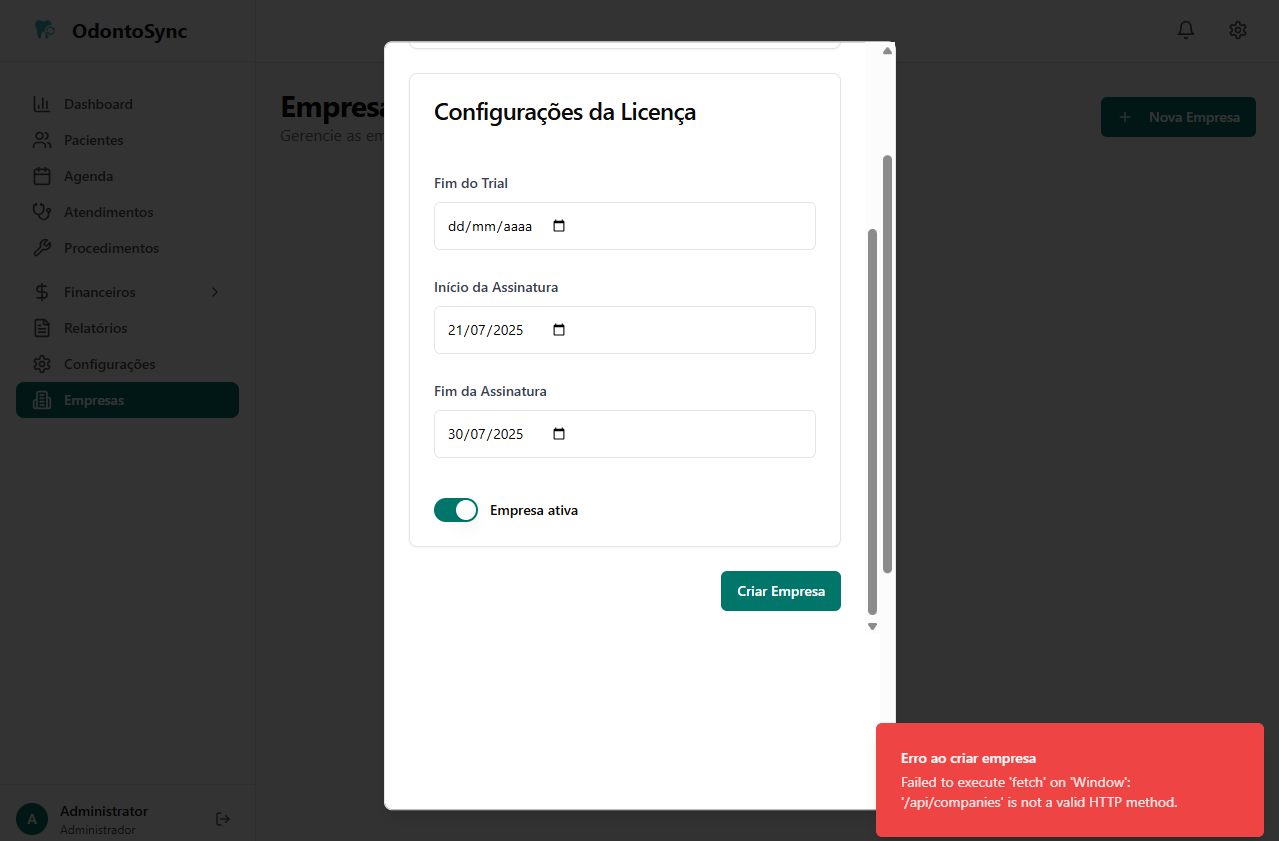 OdontoSync
Dashboard
Pacientes
Agenda
Atendimentos
Procedimentos
Financeiros
Relatórios
Configurações
Empresas
A
Administrator
Administrador
Empresa
Gerencie as em
+ Nova Empresa
Configurações da Licença
Fim do Trial
dd/mm/aaaa
Início da Assinatura
21/07/2025
Fim da Assinatura
30/07/2025
Empresa ativa
Criar Empresa
Erro ao criar empresa
Failed to execute 'fetch' on 'Window':
'/api/companies' is not a valid HTTP method.